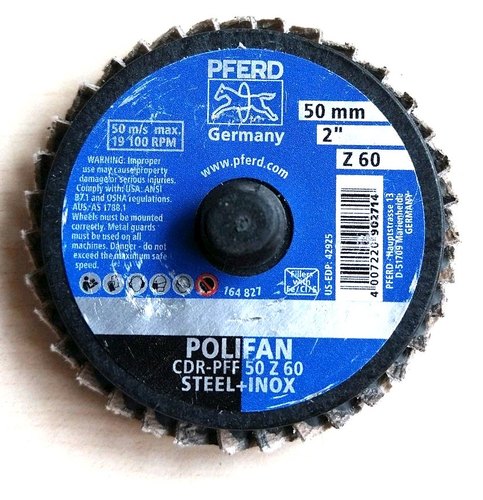 PFERD
Germany
www.pferd.com
50 m/s max.
19 100 RPM
50 mm
2"
Z 60
WARNING: Improper
use may cause property
damage or serious injuries.
Comply with USA: ANSI
B7.1 and OSHA regulations.
AUS/AS 1788.1
Wheels must be mounted
correctly. Metal guards
must be used on all
machines. Danger - do not
exceed the maximum safe
speed.
164 827
Fillers
with
Fe/Cl/S
US-EDP: 42925
4 007220 902714
PFERD - Hauptstrasse 13
D-51709 Marienheide
GERMANY
POLIFAN
CDR-PFF 50 Z 60
STEEL+INOX